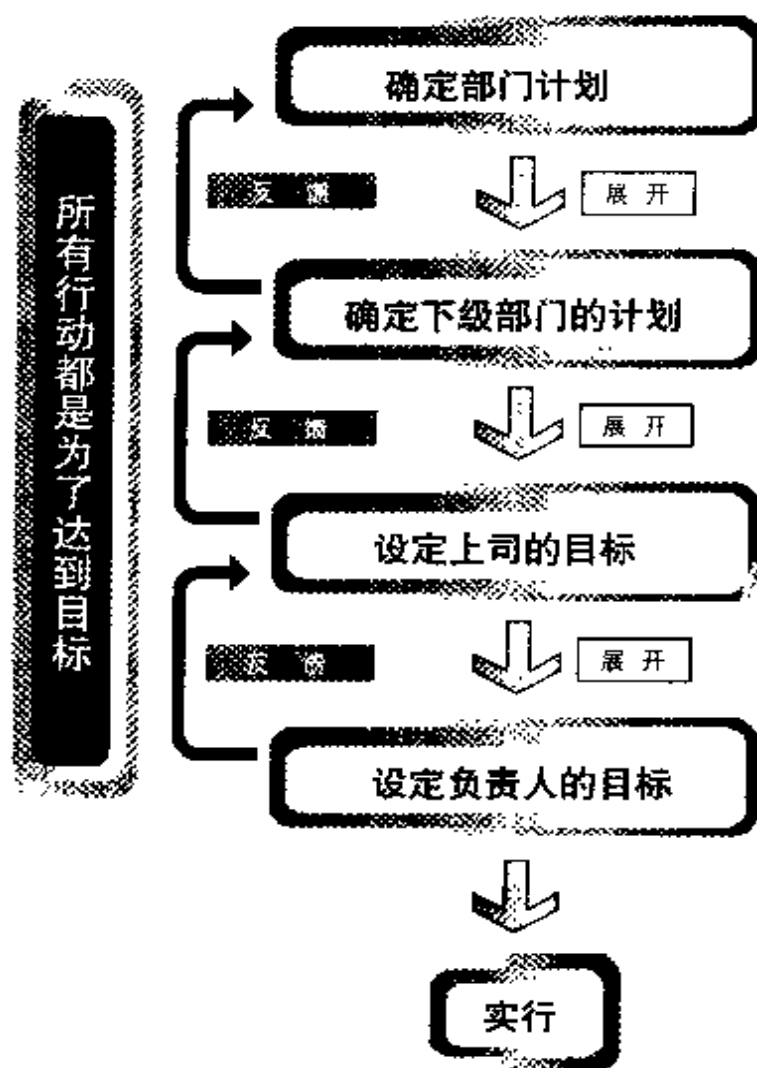 所有行动都是为了达到目标
确定部门计划
反馈
展开
确定下级部门的计划
反馈
展开
设定上司的目标
反馈
展开
设定负责人的目标
实行